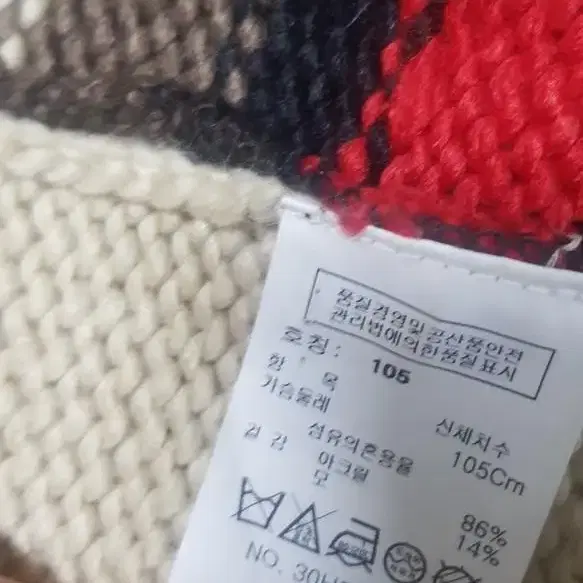 품질경영및공산품안전
관리법에의한품질표시
호칭: 105
항 목 신체치수
가슴둘레 105Cm
겉 감 섬유의혼용율
아크릴 86%
모 14%
NO. 30